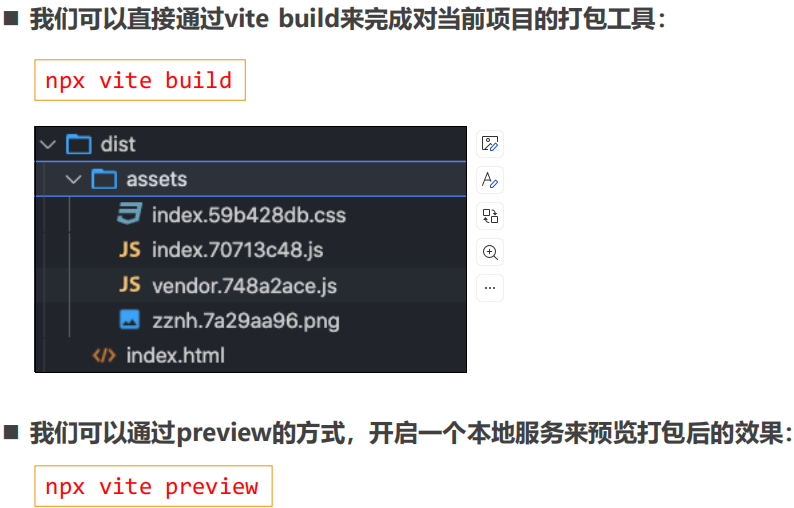 ■ 我们可以直接通过vite build来完成对当前项目的打包工具：
npx vite build
dist
assets
index.59b428db.css
JS index.70713c48.js
JS vendor.748a2ace.js
zznh.7a29aa96.png
</> index.html
■ 我们可以通过preview的方式，开启一个本地服务来预览打包后的效果：
npx vite preview